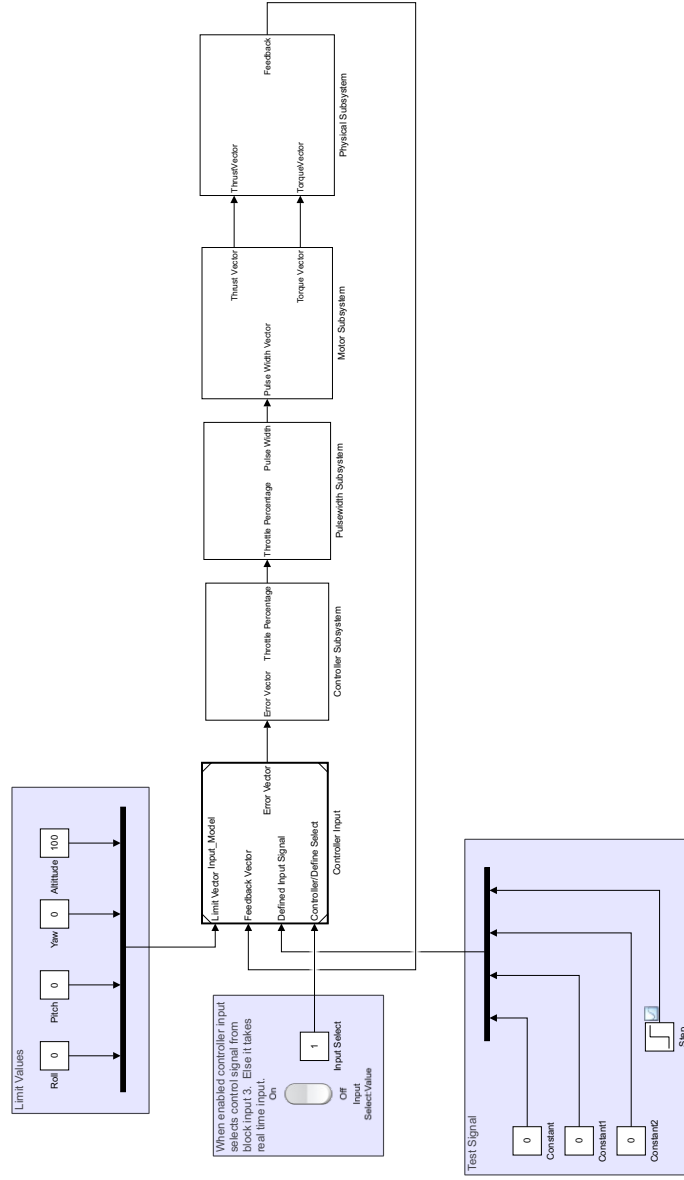 Limit Values
Roll
0
Pitch
0
Yaw
0
Altittude
100
When enabled controller input
selects control signal from
block input 3. Else it takes
real time input.
On
Off
Input
Select:Value
1
Input Select
Limit Vector
Input_Model
Feedback Vector
Defined Input Signal
Controller/Define Select
Error Vector
Controller Input
Error Vector
Throttle Percentage
Controller Subsystem
Throttle Percentage
Pulse Width
Pulsewidth Subsystem
Pulse Width Vector
Thrust Vector
Torque Vector
Motor Subsystem
ThrustVector
TorqueVector
Feedback
Physical Subsystem
Test Signal
0
Constant
0
Constant1
0
Constant2
Step